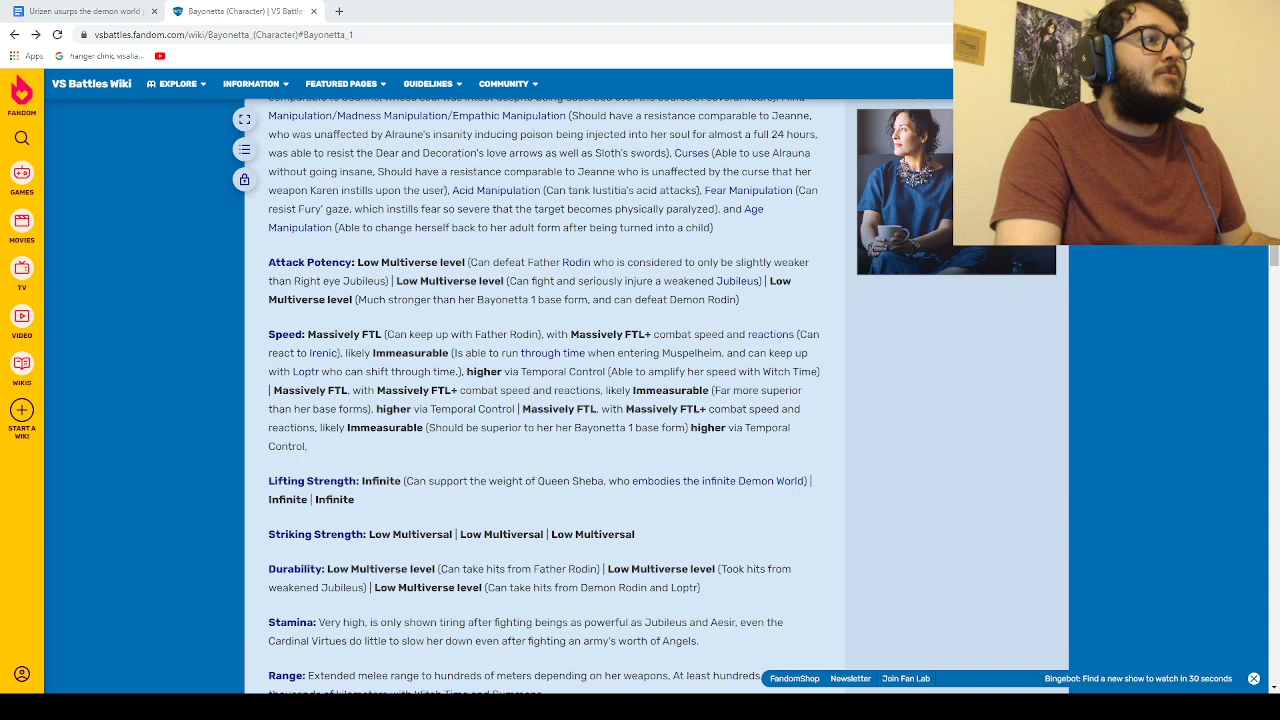 Urizen usurps the demon world
Bayonetta (Character) | VS Battle
vsbattles.fandom.com/wiki/Bayonetta_(Character)#Bayonetta_1
Apps
hanger clinic visalia...
FANDOM
GAMES
MOVIES
TV
VIDEO
WIKIS
START A
WIKI
VS Battles Wiki
EXPLORE
INFORMATION
FEATURED PAGES
GUIDELINES
COMMUNITY
Manipulation/Madness Manipulation/Empathic Manipulation (Should have a resistance comparable to Jeanne,
who was unaffected by Alraune's insanity inducing poison being injected into her soul for almost a full 24 hours,
was able to resist the Dear and Decoration's love arrows as well as Sloth's swords), Curses (Able to use Alrauna
without going insane, Should have a resistance comparable to Jeanne who is unaffected by the curse that her
weapon Karen instills upon the user), Acid Manipulation (Can tank Iustitia's acid attacks), Fear Manipulation (Can
resist Fury' gaze, which instills fear so severe that the target becomes physically paralyzed), and Age
Manipulation (Able to change herself back to her adult form after being turned into a child)
Attack Potency: Low Multiverse level (Can defeat Father Rodin who is considered to only be slightly weaker
than Right eye Jubileus) | Low Multiverse level (Can fight and seriously injure a weakened Jubileus) | Low
Multiverse level (Much stronger than her Bayonetta 1 base form, and can defeat Demon Rodin)
Speed: Massively FTL (Can keep up with Father Rodin), with Massively FTL+ combat speed and reactions (Can
react to Irenic), likely Immeasurable (Is able to run through time when entering Muspelheim, and can keep up
with Loptr who can shift through time.), higher via Temporal Control (Able to amplify her speed with Witch Time)
| Massively FTL, with Massively FTL+ combat speed and reactions, likely Immeasurable (Far more superior
than her base forms), higher via Temporal Control | Massively FTL, with Massively FTL+ combat speed and
reactions, likely Immeasurable (Should be superior to her her Bayonetta 1 base form) higher via Temporal
Control,
Lifting Strength: Infinite (Can support the weight of Queen Sheba, who embodies the infinite Demon World) |
Infinite | Infinite
Striking Strength: Low Multiversal | Low Multiversal | Low Multiversal
Durability: Low Multiverse level (Can take hits from Father Rodin) | Low Multiverse level (Took hits from
weakened Jubileus) | Low Multiverse level (Can take hits from Demon Rodin and Loptr)
Stamina: Very high, is only shown tiring after fighting beings as powerful as Jubileus and Aesir, even the
Cardinal Virtues do little to slow her down even after fighting an army's worth of Angels.
Range: Extended melee range to hundreds of meters depending on her weapons, At least hundreds
FandomShop
Newsletter
Join Fan Lab
Bingebot: Find a new show to watch in 30 seconds